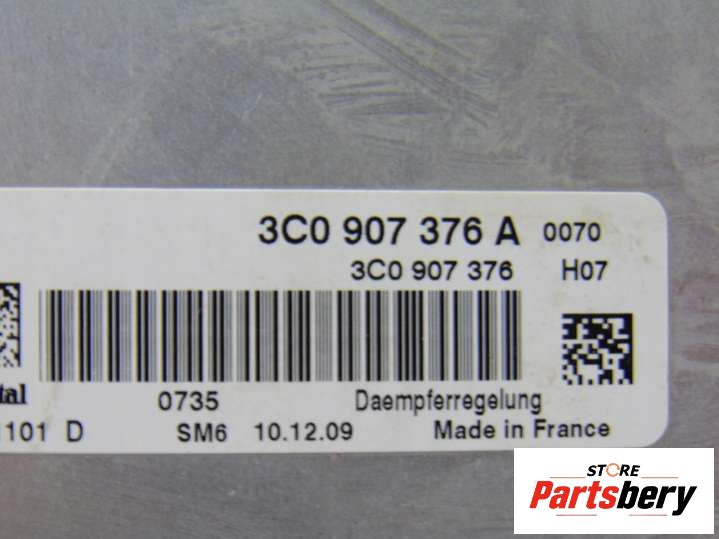 3C0 907 376 A 0070
3C0 907 376 H07
0735 Daempferregelung
1101 D SM6 10.12.09 Made in France
STORE
Partsbery